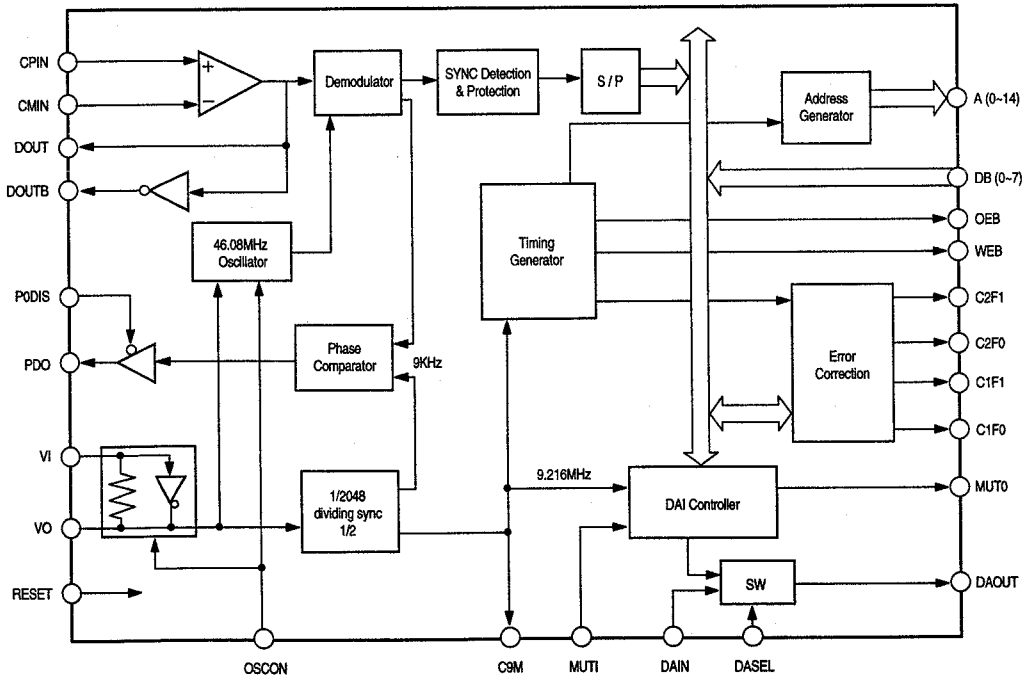 CPIN
CMIN
DOUT
DOUTB
P0DIS
PDO
VI
VO
RESET
+
−
Demodulator
SYNC Detection
& Protection
S / P
Address
Generator
A (0~14)
DB (0~7)
OEB
WEB
C2F1
C2F0
C1F1
C1F0
MUT0
DAOUT
46.08MHz
Oscillator
Timing
Generator
Phase
Comparator
9KHz
Error
Correction
1/2048
dividing sync
1/2
9.216MHz
DAI Controller
SW
OSCON
C9M
MUTI
DAIN
DASEL